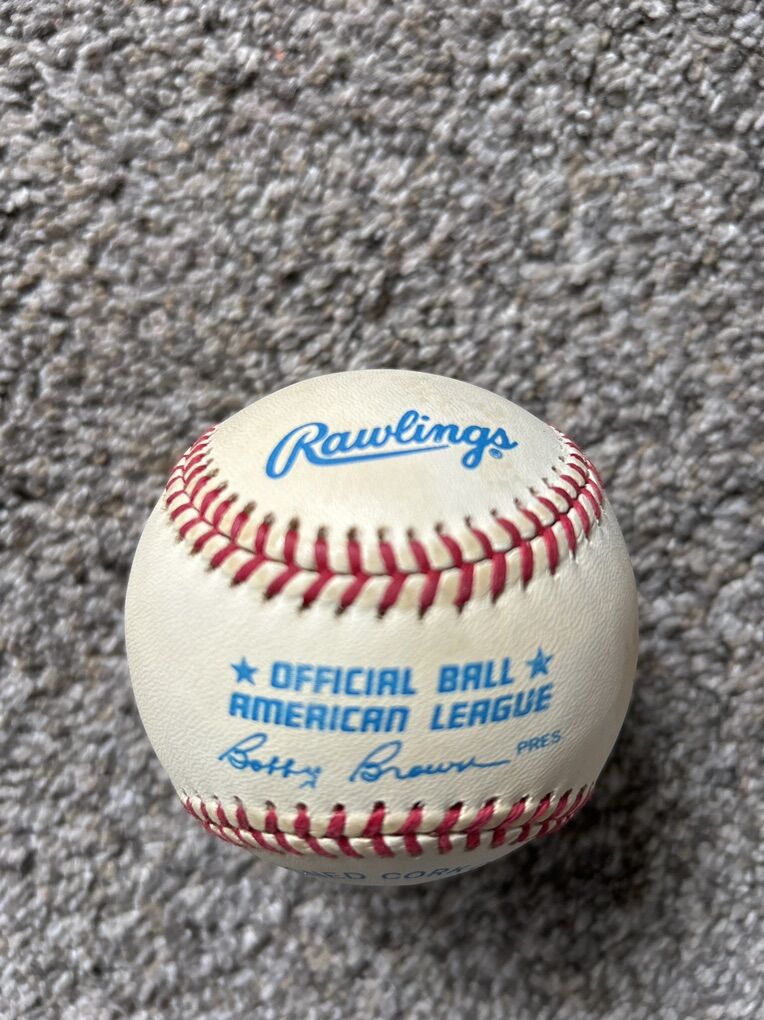 Rawlings®
★ OFFICIAL BALL ★
AMERICAN LEAGUE
Bobby Brown PRES.